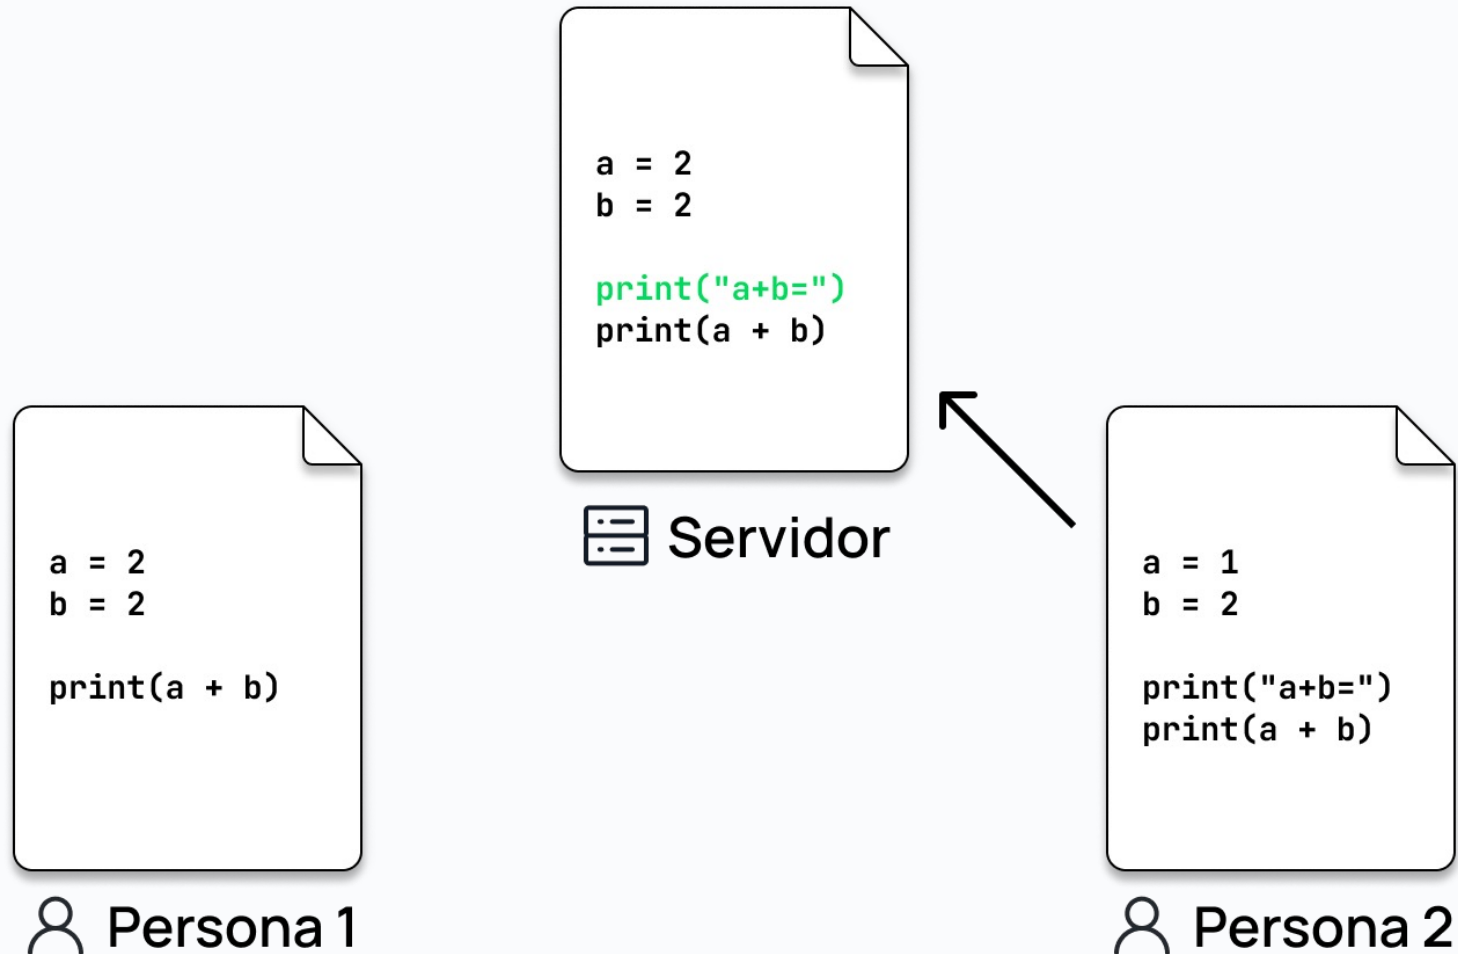 a = 2
b = 2
print("a+b=")
print(a + b)
Servidor
a = 2
b = 2
print(a + b)
Persona 1
a = 1
b = 2
print("a+b=")
print(a + b)
Persona 2